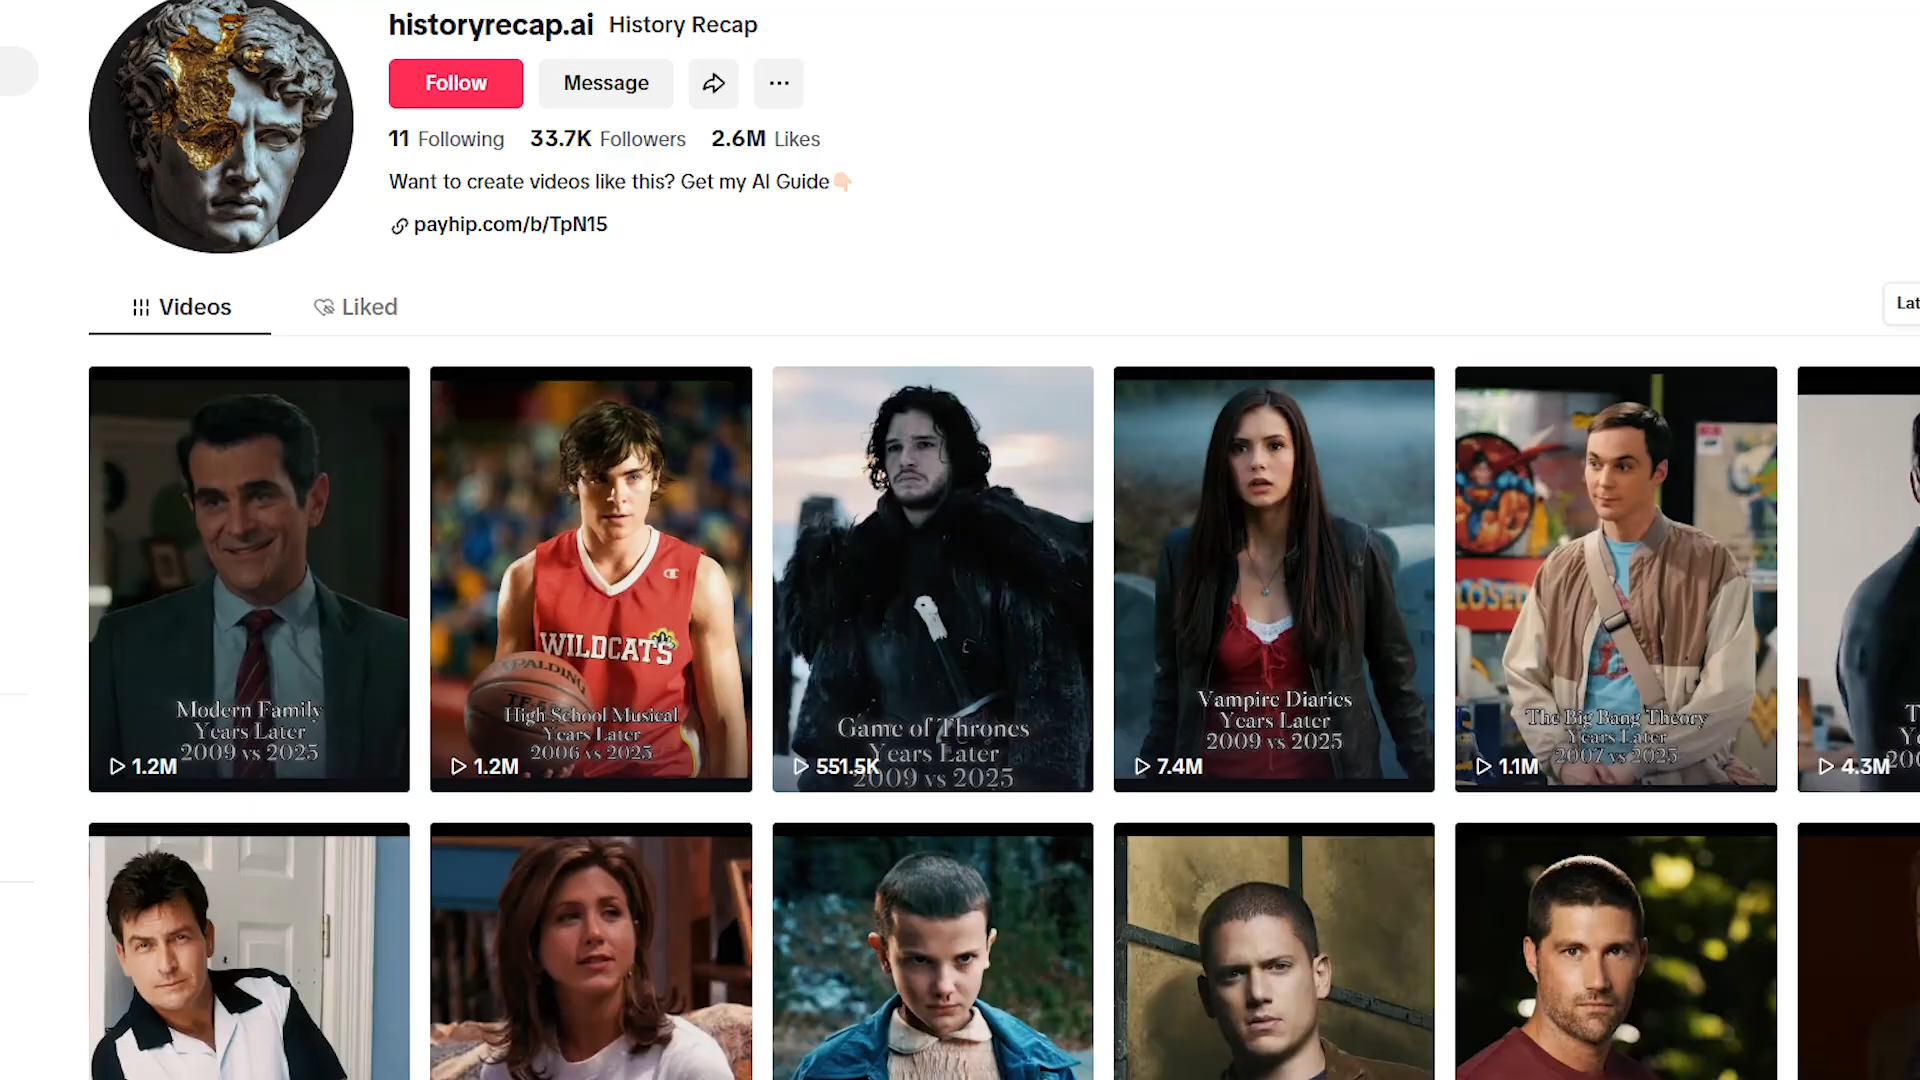 historyrecap.ai History Recap
Follow Message
11 Following 33.7K Followers 2.6M Likes
Want to create videos like this? Get my AI Guide👇🏻
payhip.com/b/TpN15
Videos Liked
Lat
WILDCATS
SPALDING
CLOSED
Modern Family
Years Later
2009 vs 2025
1.2M
High School Musical
Years Later
2006 vs 2025
1.2M
Game of Thrones
Years Later
2009 vs 2025
551.5K
Vampire Diaries
Years Later
2009 vs 2025
7.4M
The Big Bang Theory
Years Later
2007 vs 2025
1.1M
T
Ye
200
4.3M